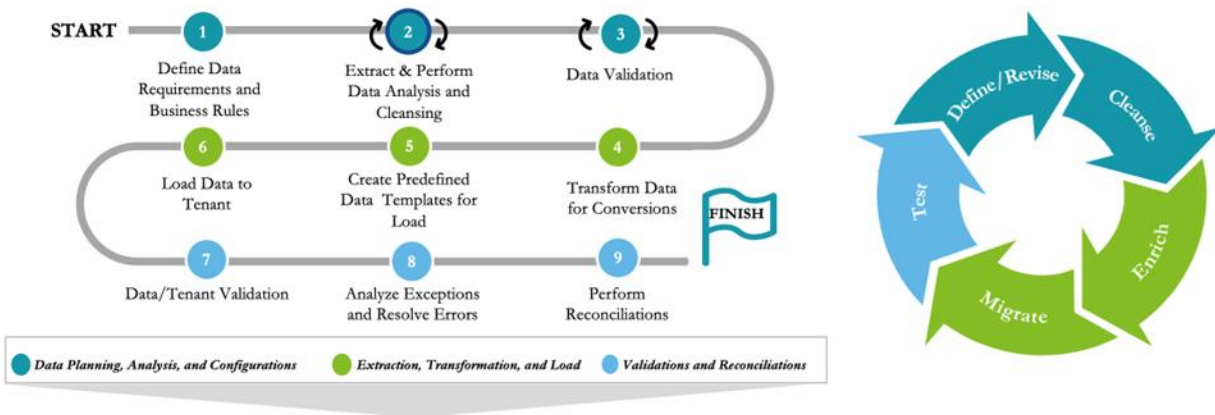 START
1
2
3
Define Data
Requirements and
Business Rules
Extract & Perform
Data Analysis and
Cleansing
Data Validation
6
5
4
Load Data to
Tenant
Create Predefined
Data Templates for
Load
Transform Data
for Conversions
FINISH
7
8
9
Data/Tenant Validation
Analyze Exceptions
and Resolve Errors
Perform
Reconciliations
Data Planning, Analysis, and Configurations
Extraction, Transformation, and Load
Validations and Reconciliations
Define/Revise
Cleanse
Enrich
Migrate
Test